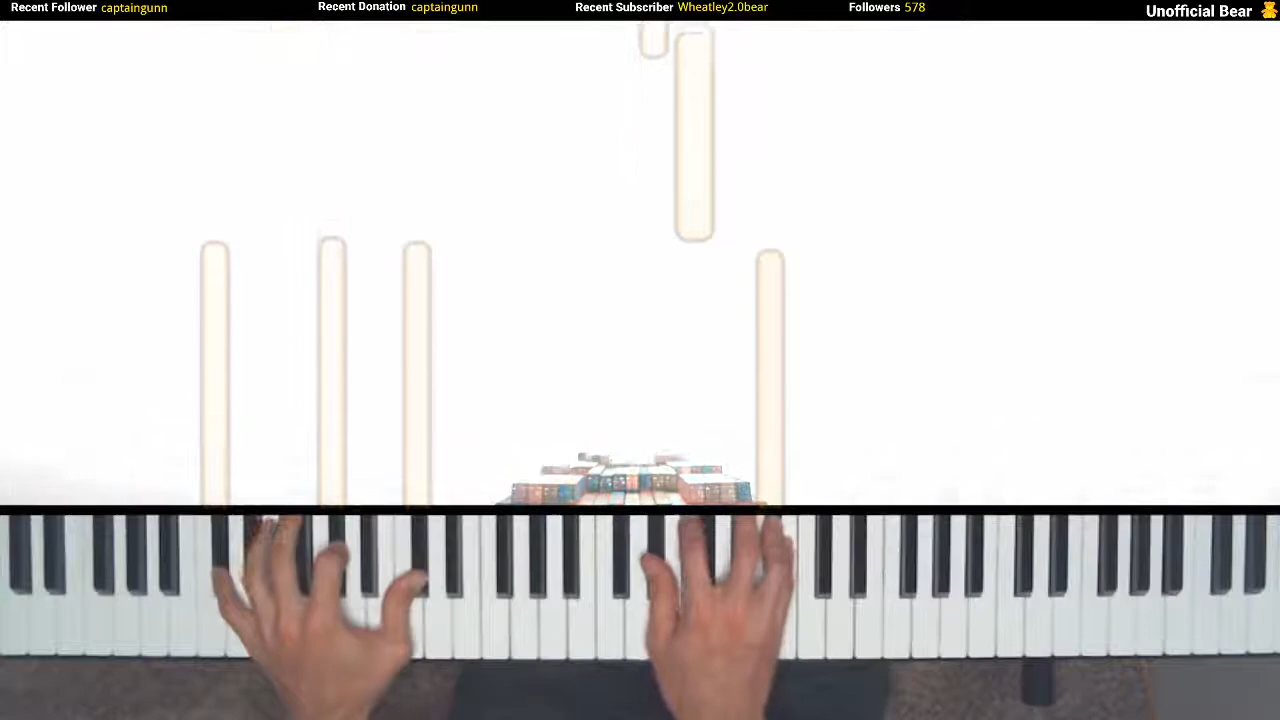 Recent Follower captaingunn
Recent Donation captaingunn
Recent Subscriber Wheatley2.0bear
Followers 578
Unofficial Bear